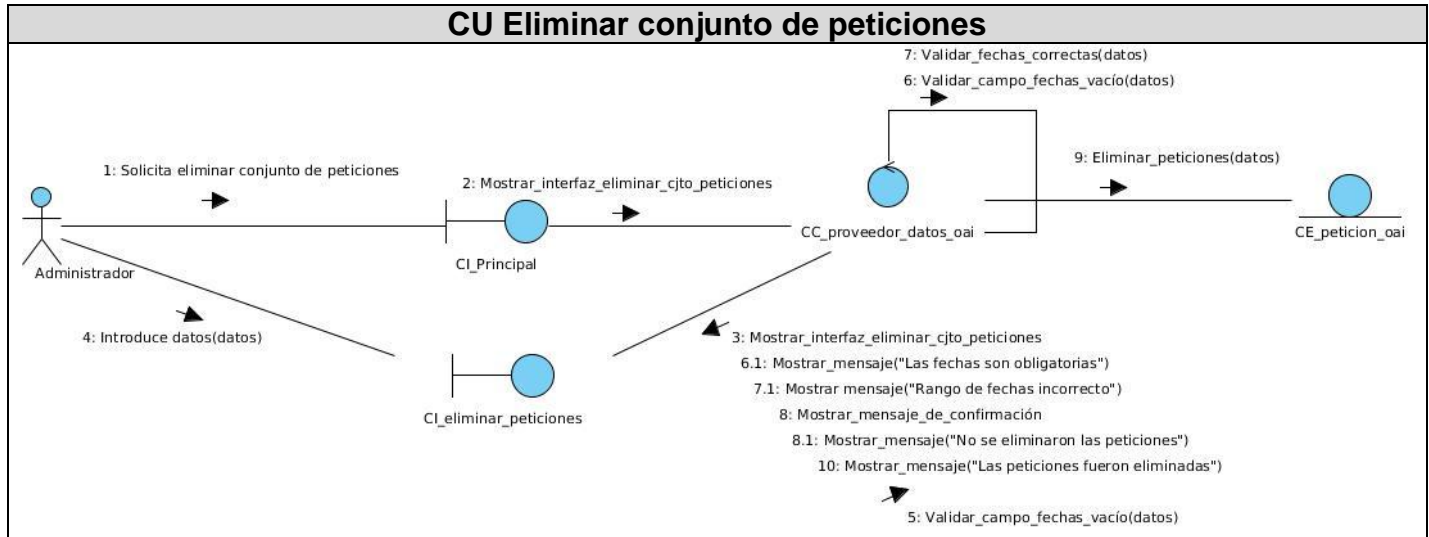 CU Eliminar conjunto de peticiones
7: Validar_fechas_correctas(datos)
6: Validar_campo_fechas_vacío(datos)
1: Solicita eliminar conjunto de peticiones
2: Mostrar_interfaz_eliminar_cjto_peticiones
9: Eliminar_peticiones(datos)
CC_proveedor_datos_oai
CE_peticion_oai
CI_Principal
Administrador
4: Introduce datos(datos)
3: Mostrar_interfaz_eliminar_cjto_peticiones
6.1: Mostrar_mensaje("Las fechas son obligatorias")
7.1: Mostrar mensaje("Rango de fechas incorrecto")
8: Mostrar_mensaje_de_confirmación
CI_eliminar_peticiones
8.1: Mostrar_mensaje("No se eliminaron las peticiones")
10: Mostrar_mensaje("Las peticiones fueron eliminadas")
5: Validar_campo_fechas_vacío(datos)